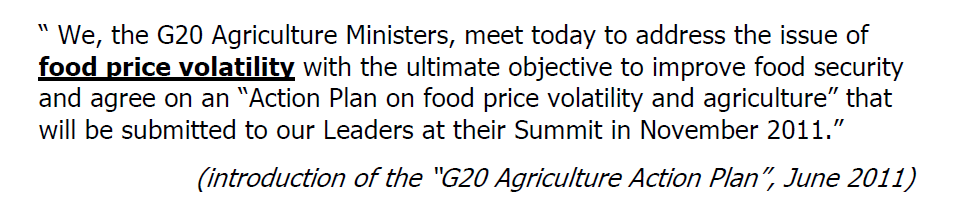 “ We, the G20 Agriculture Ministers, meet today to address the issue of
food price volatility with the ultimate objective to improve food security
and agree on an “Action Plan on food price volatility and agriculture” that
will be submitted to our Leaders at their Summit in November 2011.”
(introduction of the “G20 Agriculture Action Plan”, June 2011)